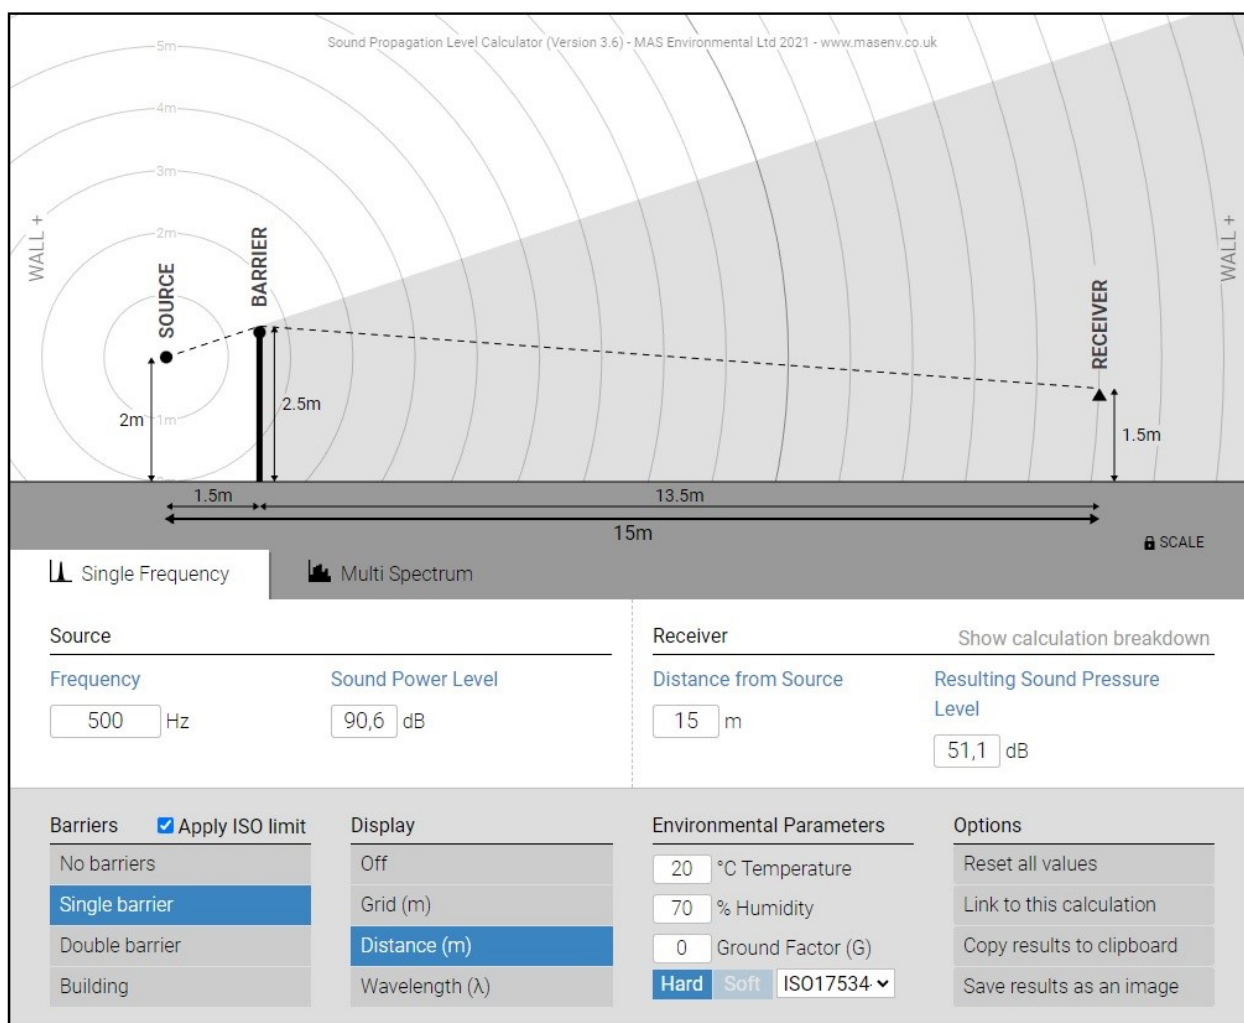 Sound Propagation Level Calculator (Version 3.6) - MAS Environmental Ltd 2021 - www.masenv.co.uk
5m
4m
3m
2m
1m
WALL +
SOURCE
BARRIER
RECEIVER
WALL +
2m
2.5m
1.5m
1.5m
13.5m
15m
SCALE
Single Frequency
Multi Spectrum
Source
Frequency
Sound Power Level
500 Hz
90,6 dB
Receiver
Show calculation breakdown
Distance from Source
Resulting Sound Pressure
Level
15 m
51,1 dB
Barriers
Apply ISO limit
No barriers
Single barrier
Double barrier
Building
Display
Off
Grid (m)
Distance (m)
Wavelength (λ)
Environmental Parameters
20 °C Temperature
70 % Humidity
0 Ground Factor (G)
Hard Soft ISO17534-
Options
Reset all values
Link to this calculation
Copy results to clipboard
Save results as an image